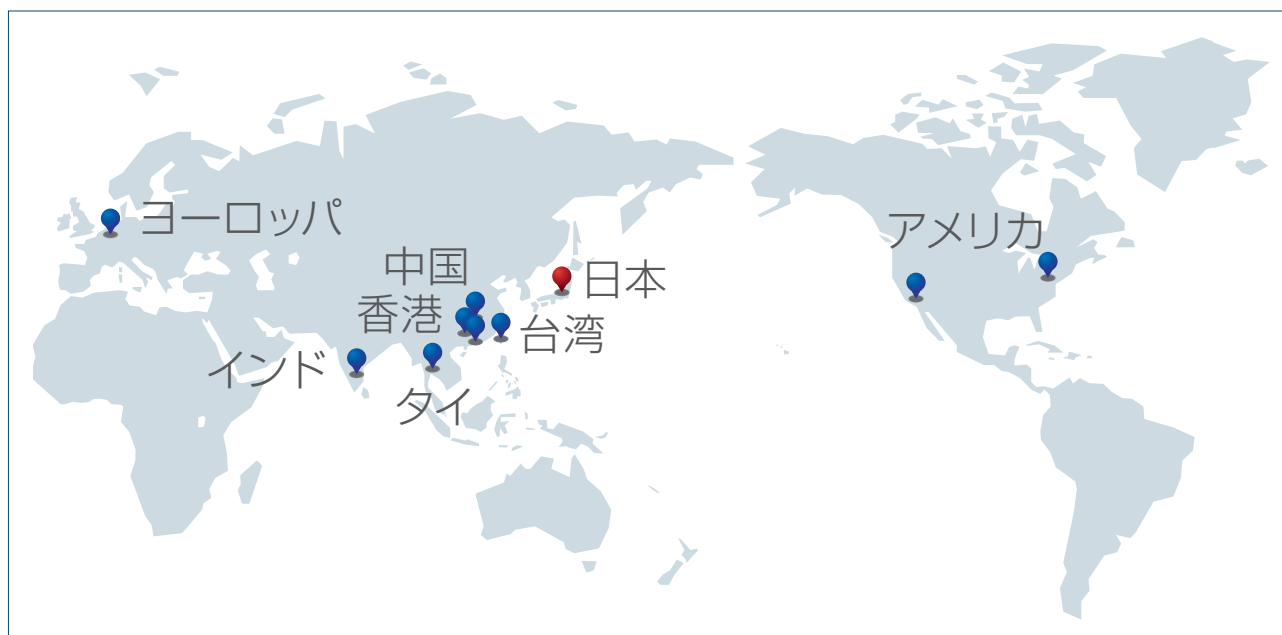 ヨーロッパ
アメリカ
中国
日本
香港
台湾
インド
タイ